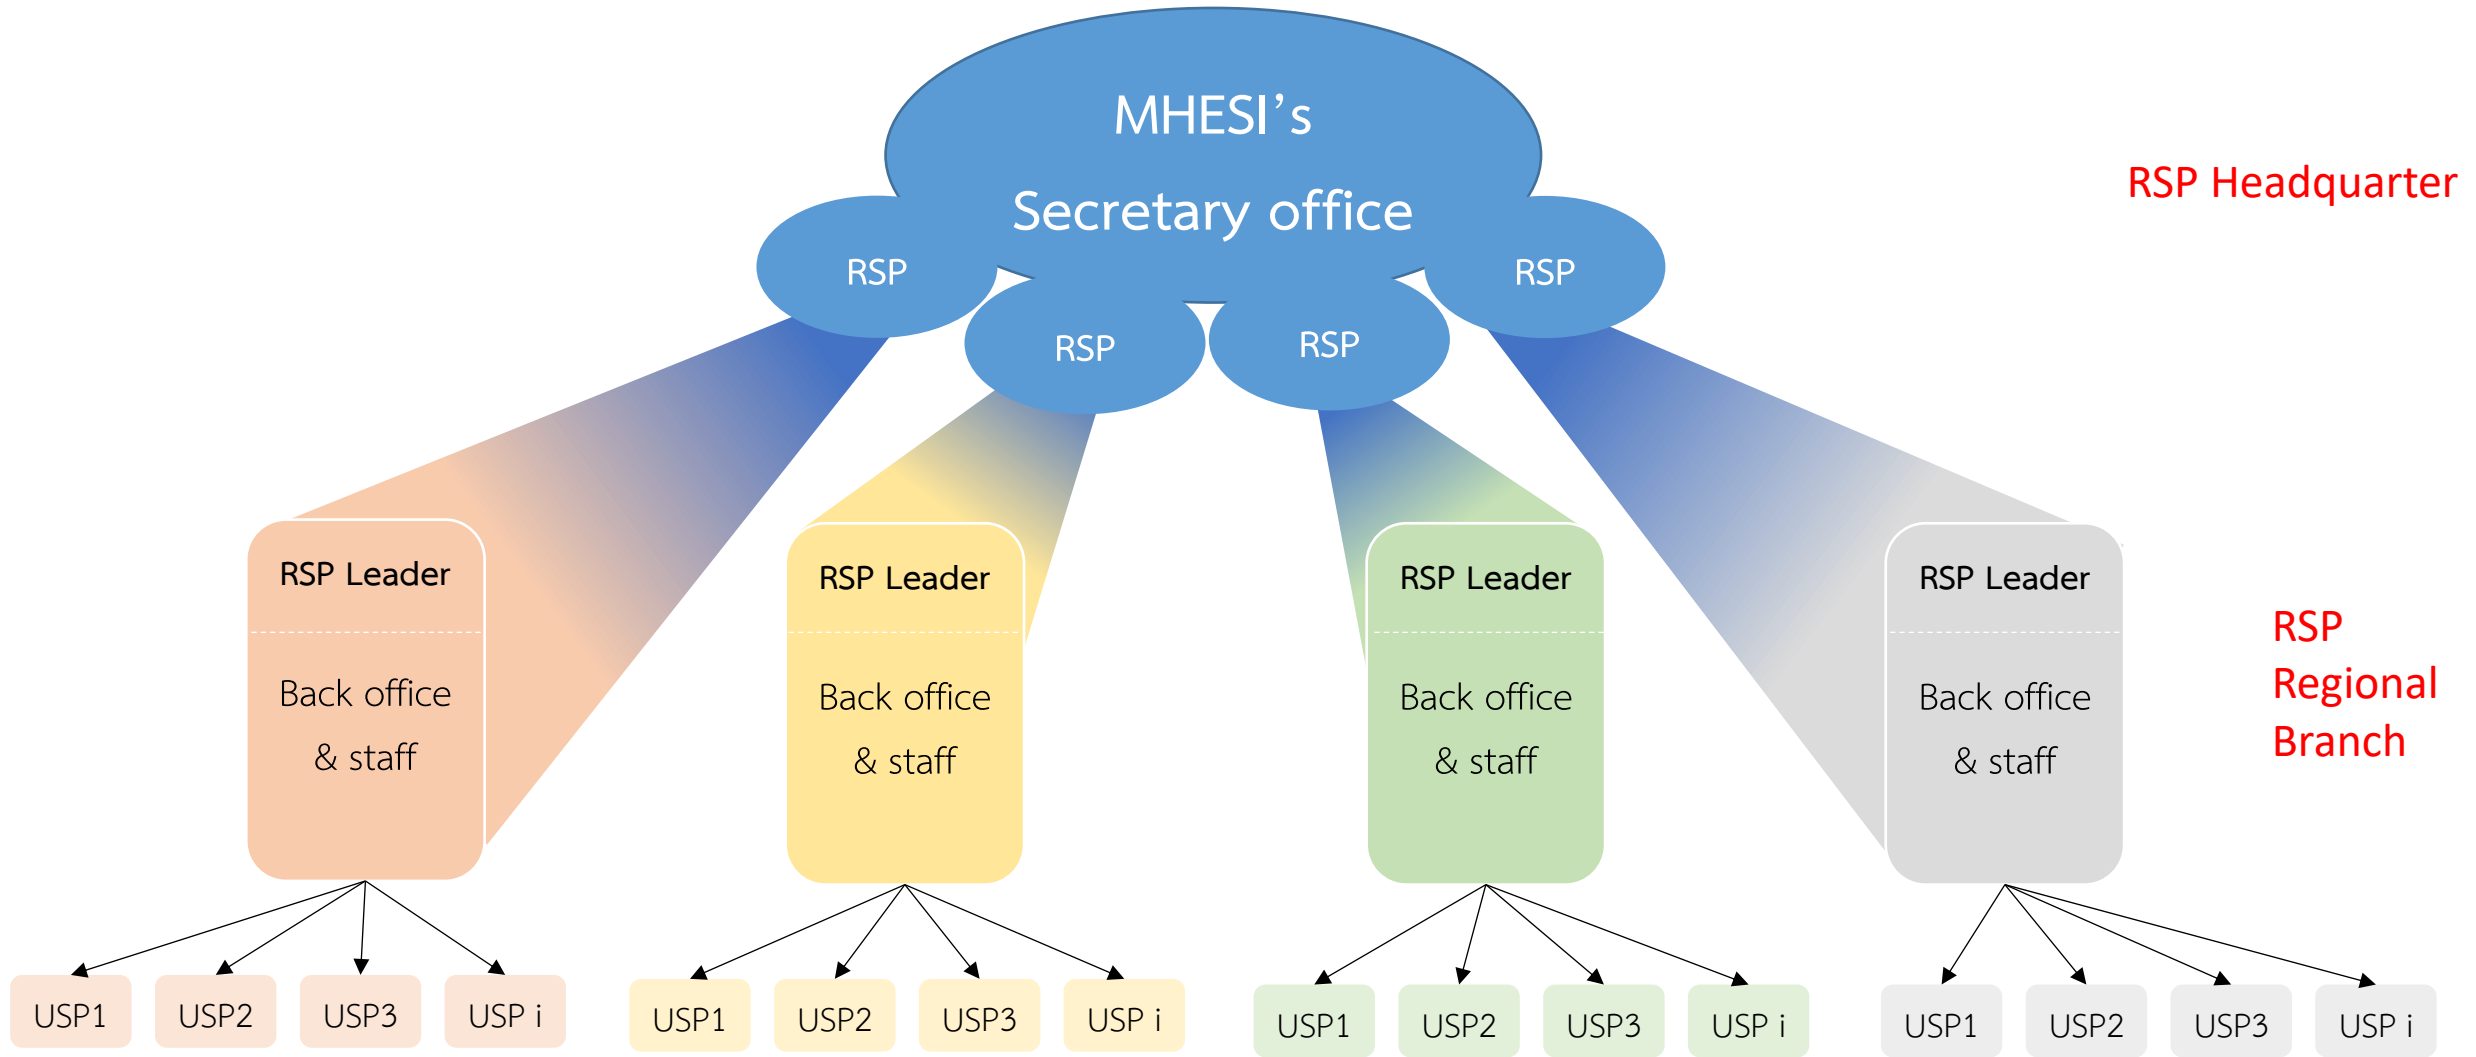 MHESI's
Secretary office
RSP Headquarter
RSP
RSP
RSP
RSP
RSP Leader
Back office
& staff
RSP Leader
Back office
& staff
RSP Leader
Back office
& staff
RSP Leader
Back office
& staff
RSP
Regional
Branch
USP1
USP2
USP3
USP i
USP1
USP2
USP3
USP i
USP1
USP2
USP3
USP i
USP1
USP2
USP3
USP i